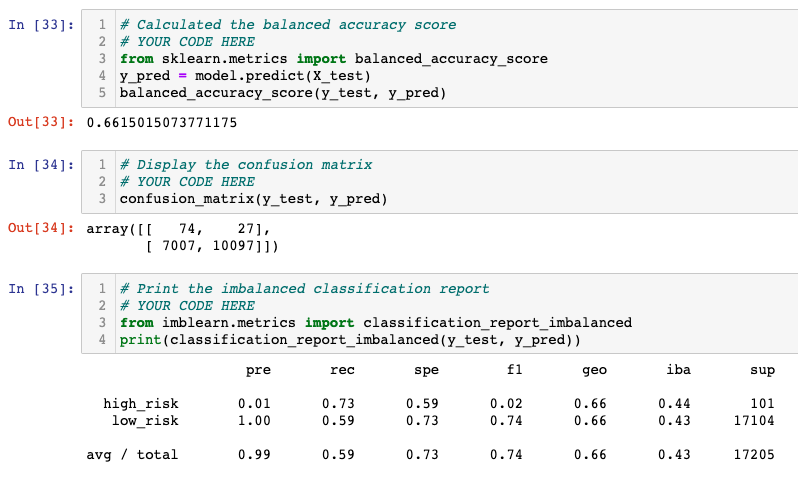 In [33]:
1 # Calculated the balanced accuracy score
2 # YOUR CODE HERE
3 from sklearn.metrics import balanced_accuracy_score
4 y_pred = model.predict(X_test)
5 balanced_accuracy_score(y_test, y_pred)
Out[33]: 0.6615015073771175
In [34]:
1 # Display the confusion matrix
2 # YOUR CODE HERE
3 confusion_matrix(y_test, y_pred)
Out[34]: array([[   74,    27],
       [ 7007, 10097]])
In [35]:
1 # Print the imbalanced classification report
2 # YOUR CODE HERE
3 from imblearn.metrics import classification_report_imbalanced
4 print(classification_report_imbalanced(y_test, y_pred))
pre rec spe f1 geo iba sup
high_risk 0.01 0.73 0.59 0.02 0.66 0.44 101
low_risk 1.00 0.59 0.73 0.74 0.66 0.43 17104
avg / total 0.99 0.59 0.73 0.74 0.66 0.43 17205